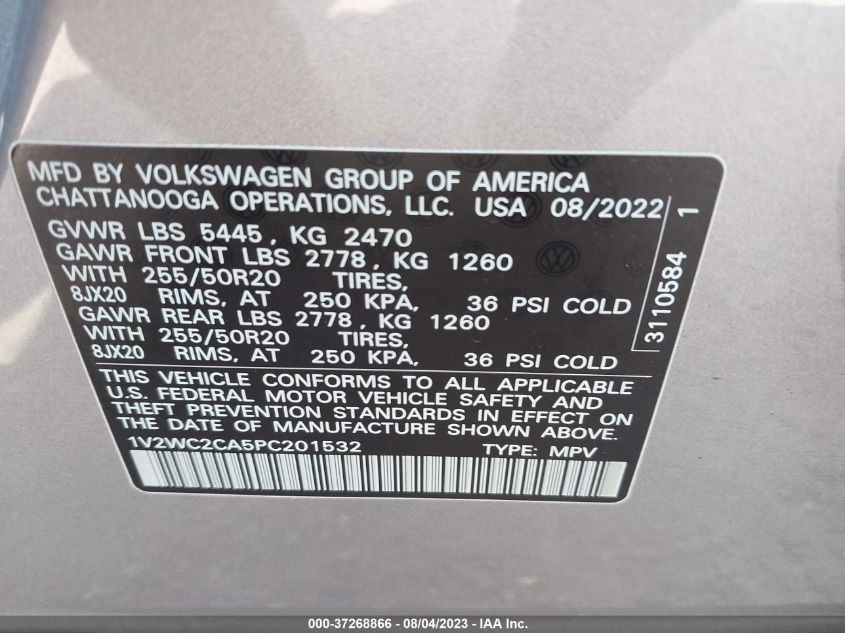 MFD BY VOLKSWAGEN GROUP OF AMERICA
CHATTANOOGA OPERATIONS, LLC. USA 08/2022
GVWR LBS 5445, KG 2470
GAWR FRONT LBS 2778, KG 1260
WITH 255/50R20 TIRES,
8JX20 RIMS, AT 250 KPA, 36 PSI COLD
GAWR REAR LBS 2778, KG 1260
WITH 255/50R20 TIRES,
8JX20 RIMS, AT 250 KPA, 36 PSI COLD
THIS VEHICLE CONFORMS TO ALL APPLICABLE
U.S. FEDERAL MOTOR VEHICLE SAFETY AND
THEFT PREVENTION STANDARDS IN EFFECT ON
THE DATE OF MANUFACTURE SHOWN ABOVE.
1V2WC2CA5PC201532 TYPE: MPV
3110584 1
000-37268866 - 08/04/2023 - IAA Inc.